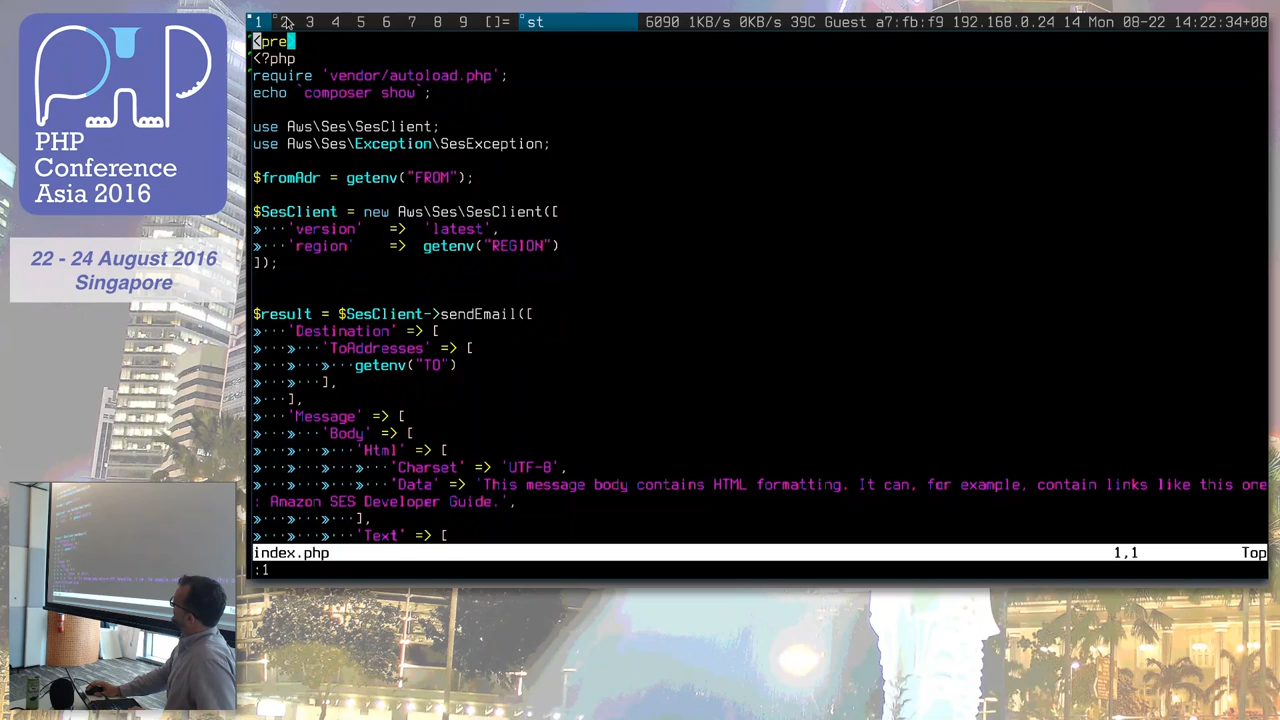 PHP
Conference
Asia 2016
22 - 24 August 2016
Singapore
1 2 3 4 5 6 7 8 9 []= st 6090 1KB/s 0KB/s 39C Guest a7:fb:f9 192.168.0.24 14 Mon 08-22 14:22:34+08
<pre>
<?php
require 'vendor/autoload.php';
echo `composer show`;
use Aws\Ses\SesClient;
use Aws\Ses\Exception\SesException;
$fromAdr = getenv("FROM");
$SesClient = new Aws\Ses\SesClient([
»···'version'   =>  'latest',
»···'region'    =>  getenv("REGION")
]);
$result = $SesClient->sendEmail([
»···'Destination' => [
»···»···'ToAddresses' => [
»···»···»···getenv("TO")
»···»···],
»···],
»···'Message' => [
»···»···'Body' => [
»···»···»···'Html' => [
»···»···»···»···'Charset' => 'UTF-8',
»···»···»···»···'Data' => 'This message body contains HTML formatting. It can, for example, contain links like this one
: Amazon SES Developer Guide.',
»···»···»···],
»···»···»···'Text' => [
index.php 1,1 Top
:1